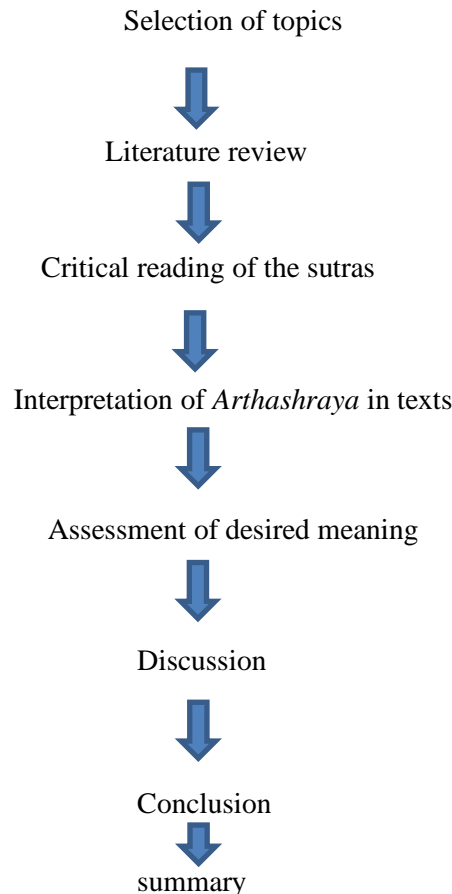 Selection of topics
Literature review
Critical reading of the sutras
Interpretation of Arthashraya in texts
Assessment of desired meaning
Discussion
Conclusion
summary